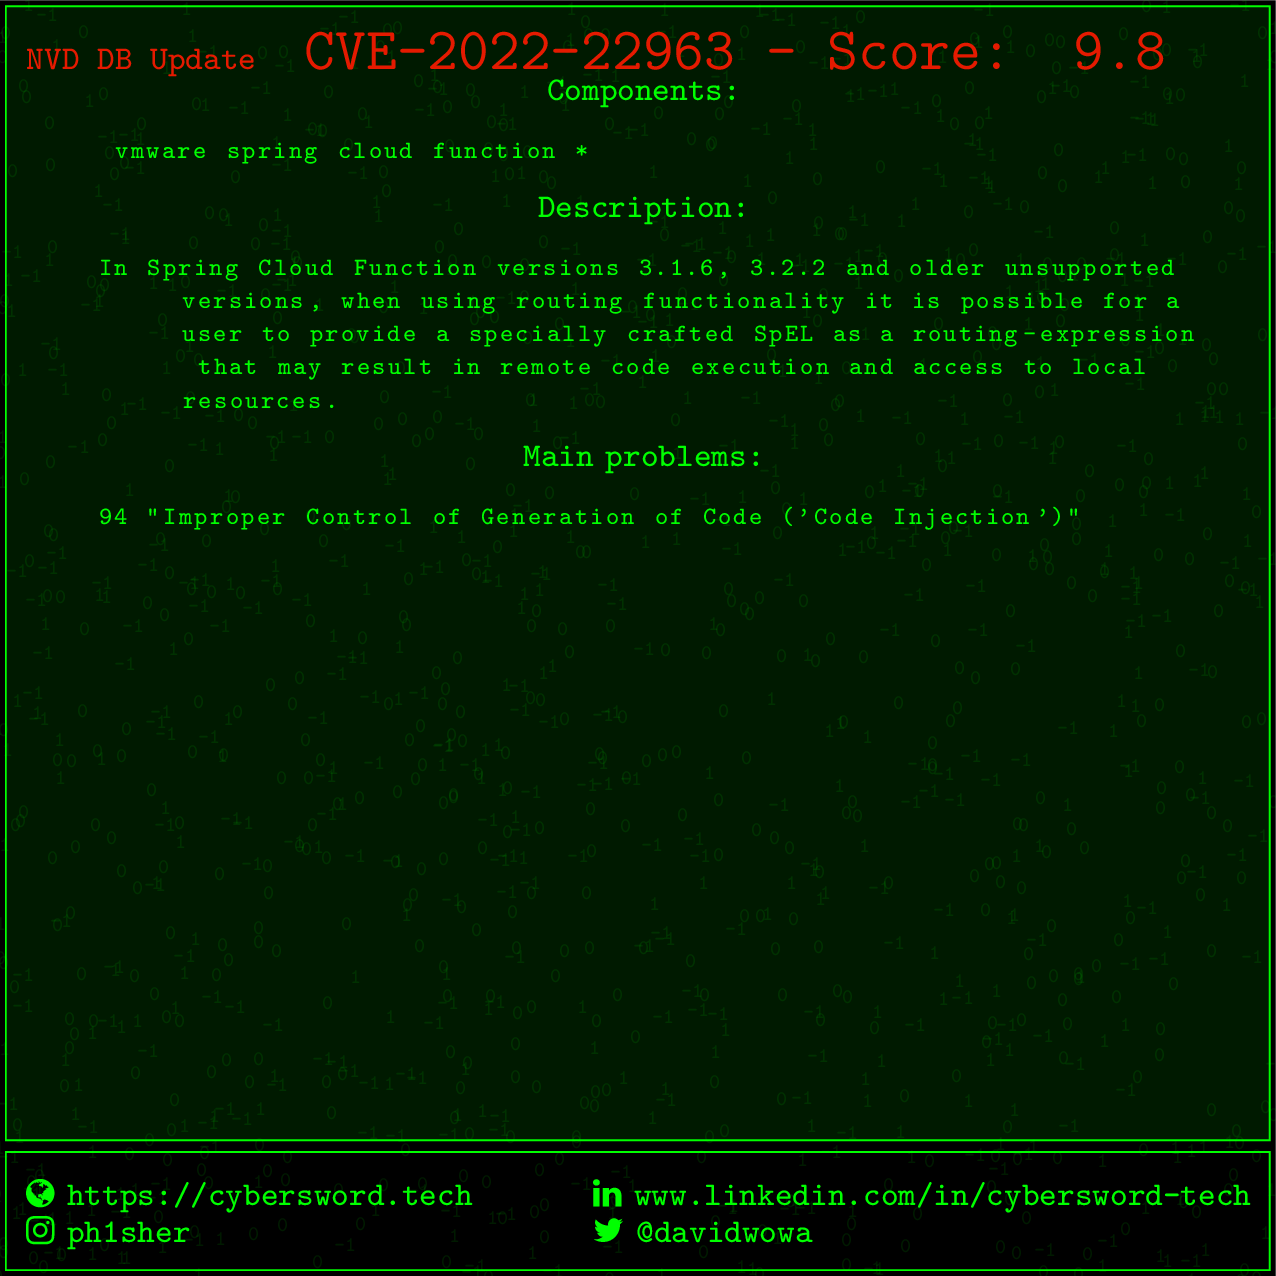 NVD DB Update CVE-2022-22963 - Score: 9.8
Components:
vmware spring cloud function *
Description:
In Spring Cloud Function versions 3.1.6, 3.2.2 and older unsupported
versions, when using routing functionality it is possible for a
user to provide a specially crafted SpEL as a routing-expression
that may result in remote code execution and access to local
resources.
Main problems:
94 "Improper Control of Generation of Code ('Code Injection')"
https://cybersword.tech
www.linkedin.com/in/cybersword-tech
ph1sher
@davidwowa